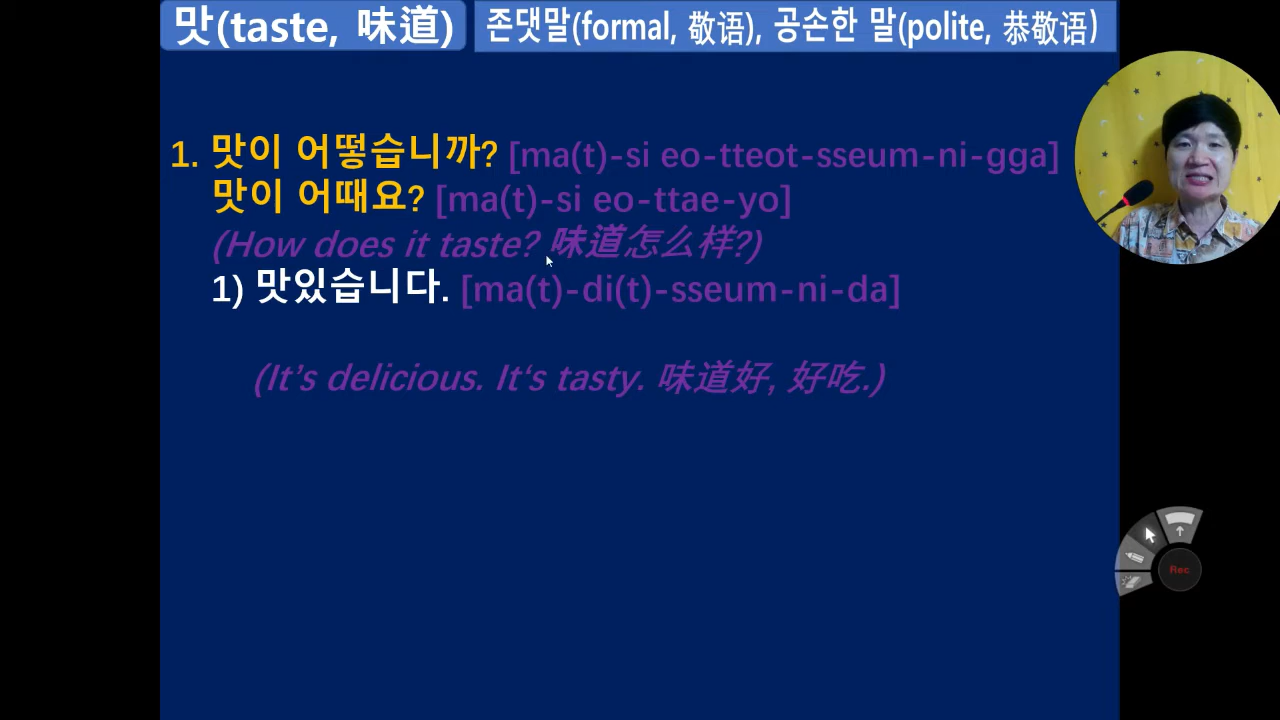 맛(taste, 味道) 존댓말(formal, 敬语), 공손한 말(polite, 恭敬语)
1. 맛이 어떻습니까? [ma(t)-si eo-tteot-sseum-ni-gga]
맛이 어때요? [ma(t)-si eo-ttae-yo]
(How does it taste? 味道怎么样?)
1) 맛있습니다. [ma(t)-di(t)-sseum-ni-da]
(It’s delicious. It‘s tasty. 味道好, 好吃.)
Rec